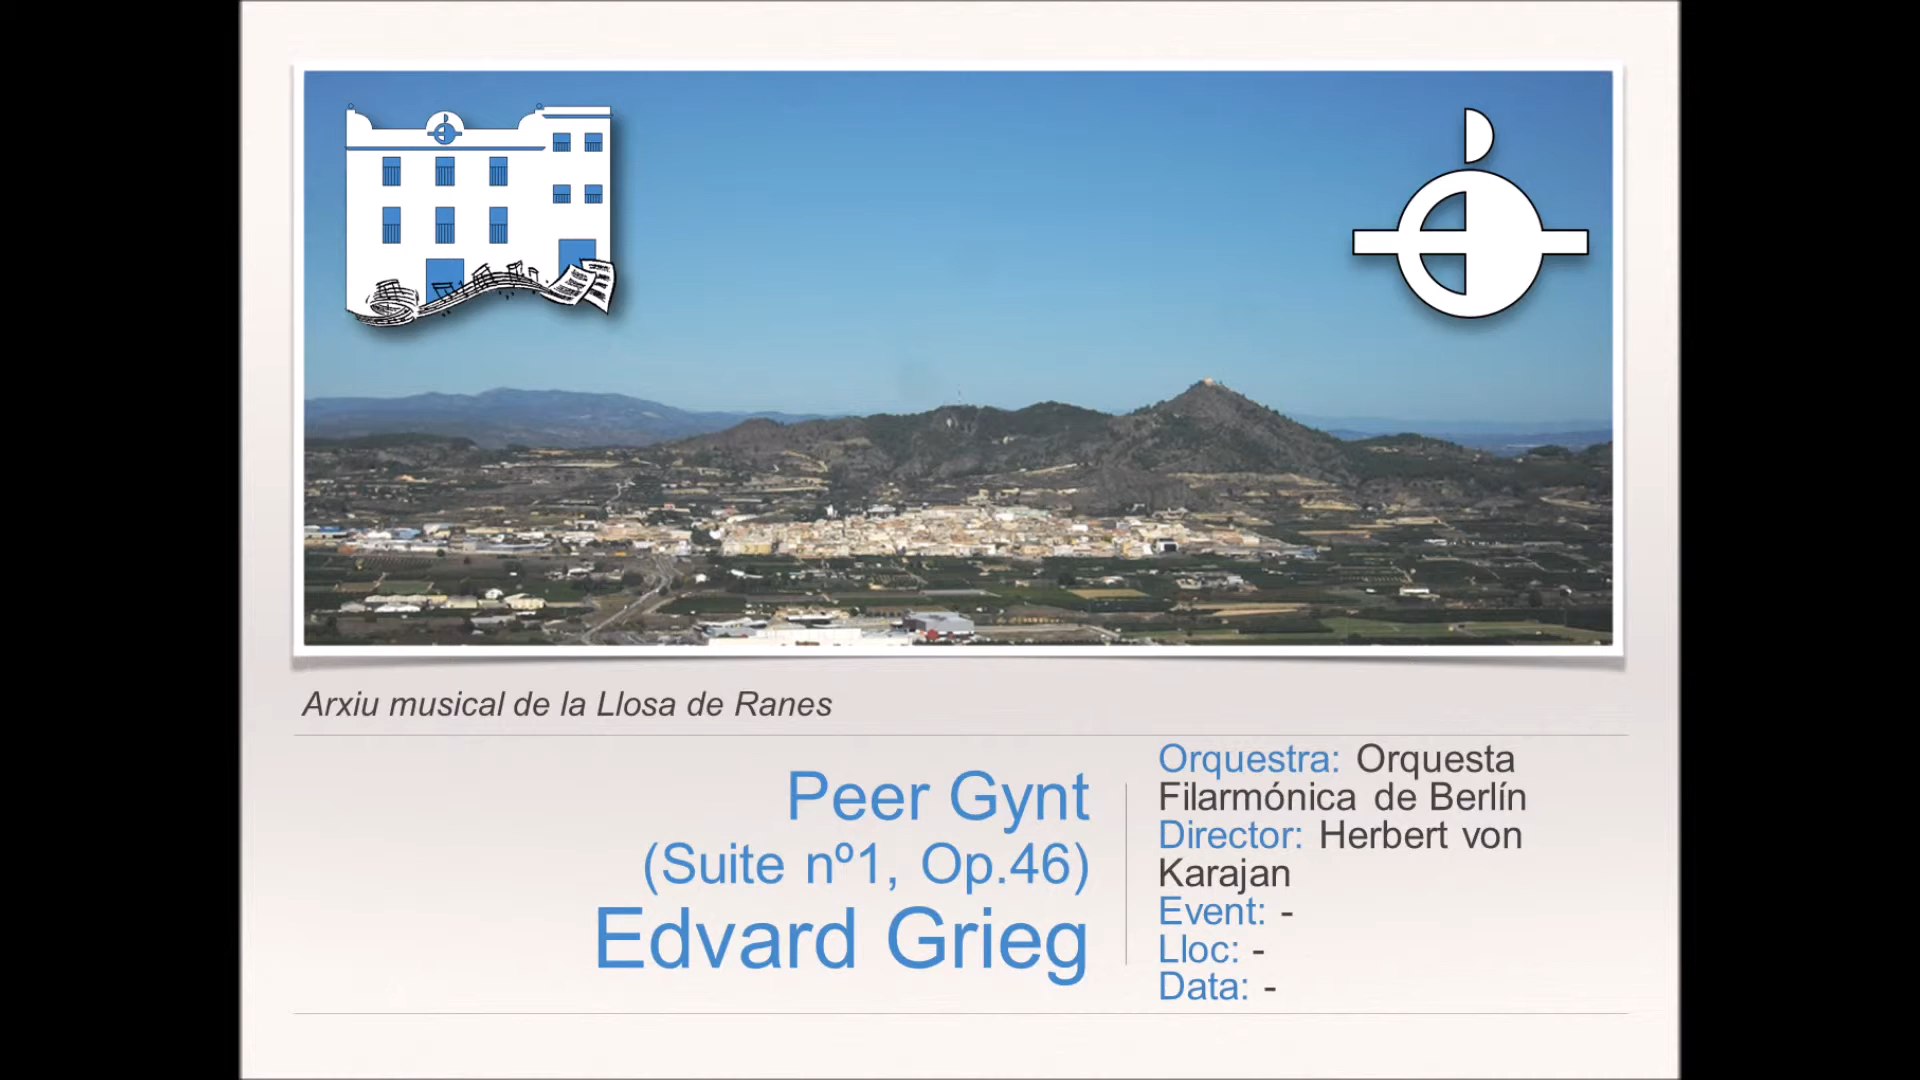 Arxiu musical de la Llosa de Ranes
Peer Gynt
(Suite nº1, Op.46)
Edvard Grieg
Orquestra: Orquesta
Filarmónica de Berlín
Director: Herbert von
Karajan
Event: -
Lloc: -
Data: -